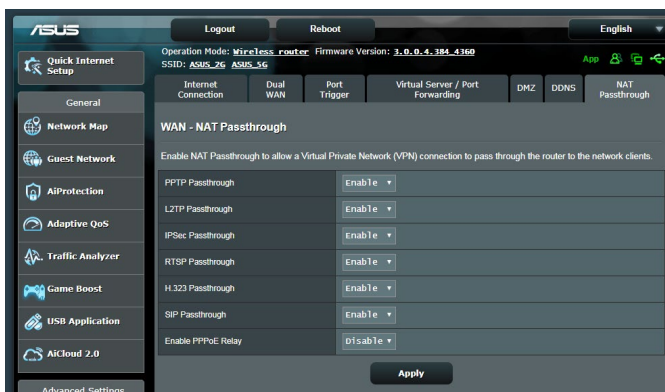 ASUS
Logout
Reboot
English
Operation Mode: Wireless router Firmware Version: 3.0.0.4.384_4360
SSID: ASUS_2G ASUS_5G
App
Quick Internet
Setup
General
Network Map
Guest Network
AiProtection
Adaptive QoS
Traffic Analyzer
Game Boost
USB Application
AiCloud 2.0
Advanced Settings
Internet
Connection
Dual
WAN
Port
Trigger
Virtual Server / Port
Forwarding
DMZ
DDNS
NAT
Passthrough
WAN - NAT Passthrough
Enable NAT Passthrough to allow a Virtual Private Network (VPN) connection to pass through the router to the network clients.
PPTP Passthrough Enable
L2TP Passthrough Enable
IPSec Passthrough Enable
RTSP Passthrough Enable
H.323 Passthrough Enable
SIP Passthrough Enable
Enable PPPoE Relay Disable
Apply